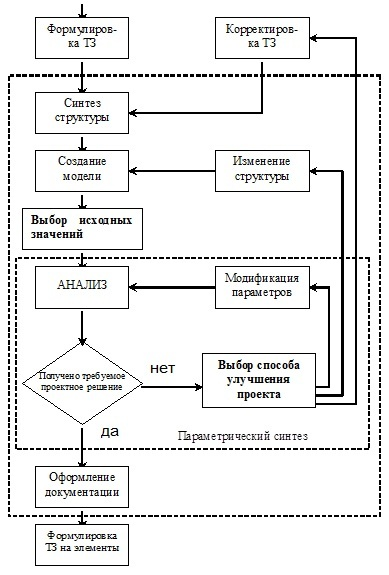 Формулиров-
ка ТЗ
Корректиров-
ка ТЗ
Синтез
структуры
Создание
модели
Изменение
структуры
Выбор исходных
значений
АНАЛИЗ
Модификация
параметров
Получено требуемое
проектное решение
нет
Выбор способа
улучшения
проекта
да
Параметрический синтез
Оформление
документации
Формулировка
ТЗ на элементы